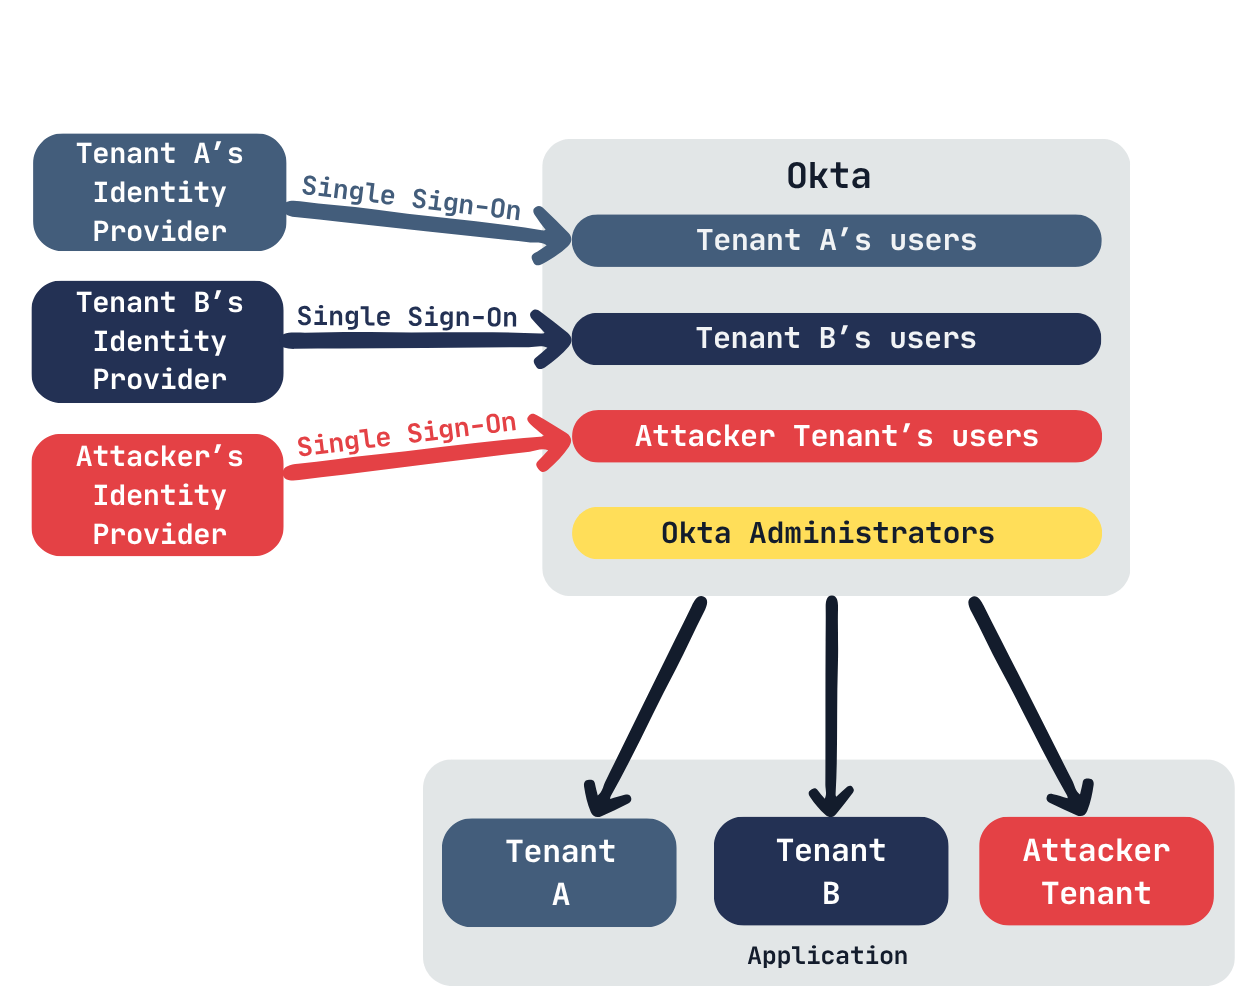 Tenant A’s
Identity
Provider
Single Sign-On
Okta
Tenant A’s users
Tenant B’s
Identity
Provider
Single Sign-On
Tenant B’s users
Attacker’s
Identity
Provider
Single Sign-On
Attacker Tenant’s users
Okta Administrators
Tenant
A
Tenant
B
Attacker
Tenant
Application